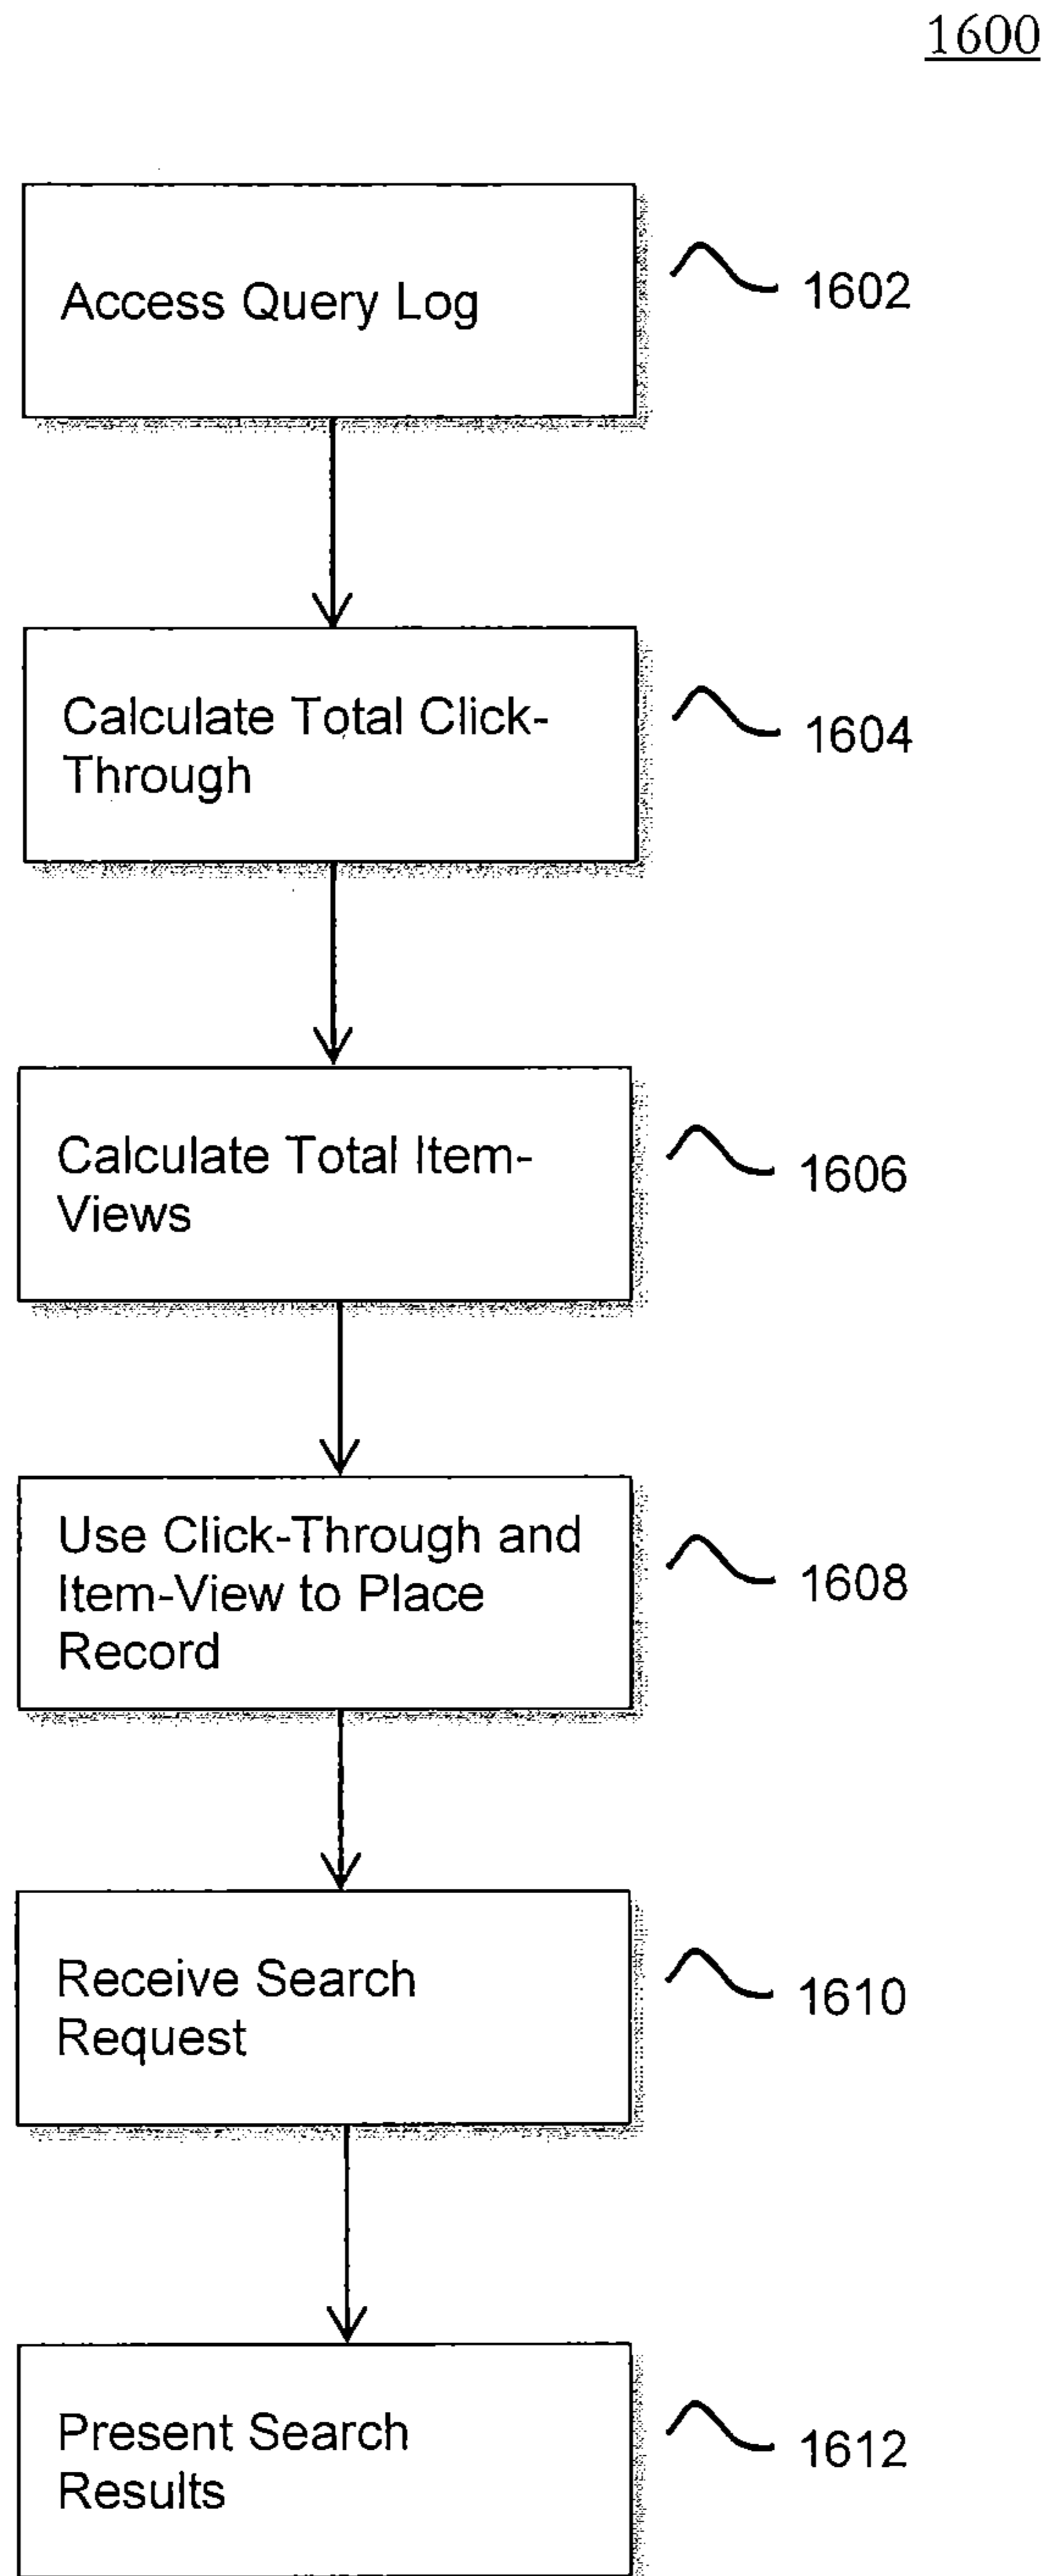 1600
Access Query Log
1602
Calculate Total Click-
Through
1604
Calculate Total Item-
Views
1606
Use Click-Through and
Item-View to Place
Record
1608
Receive Search
Request
1610
Present Search
Results
1612